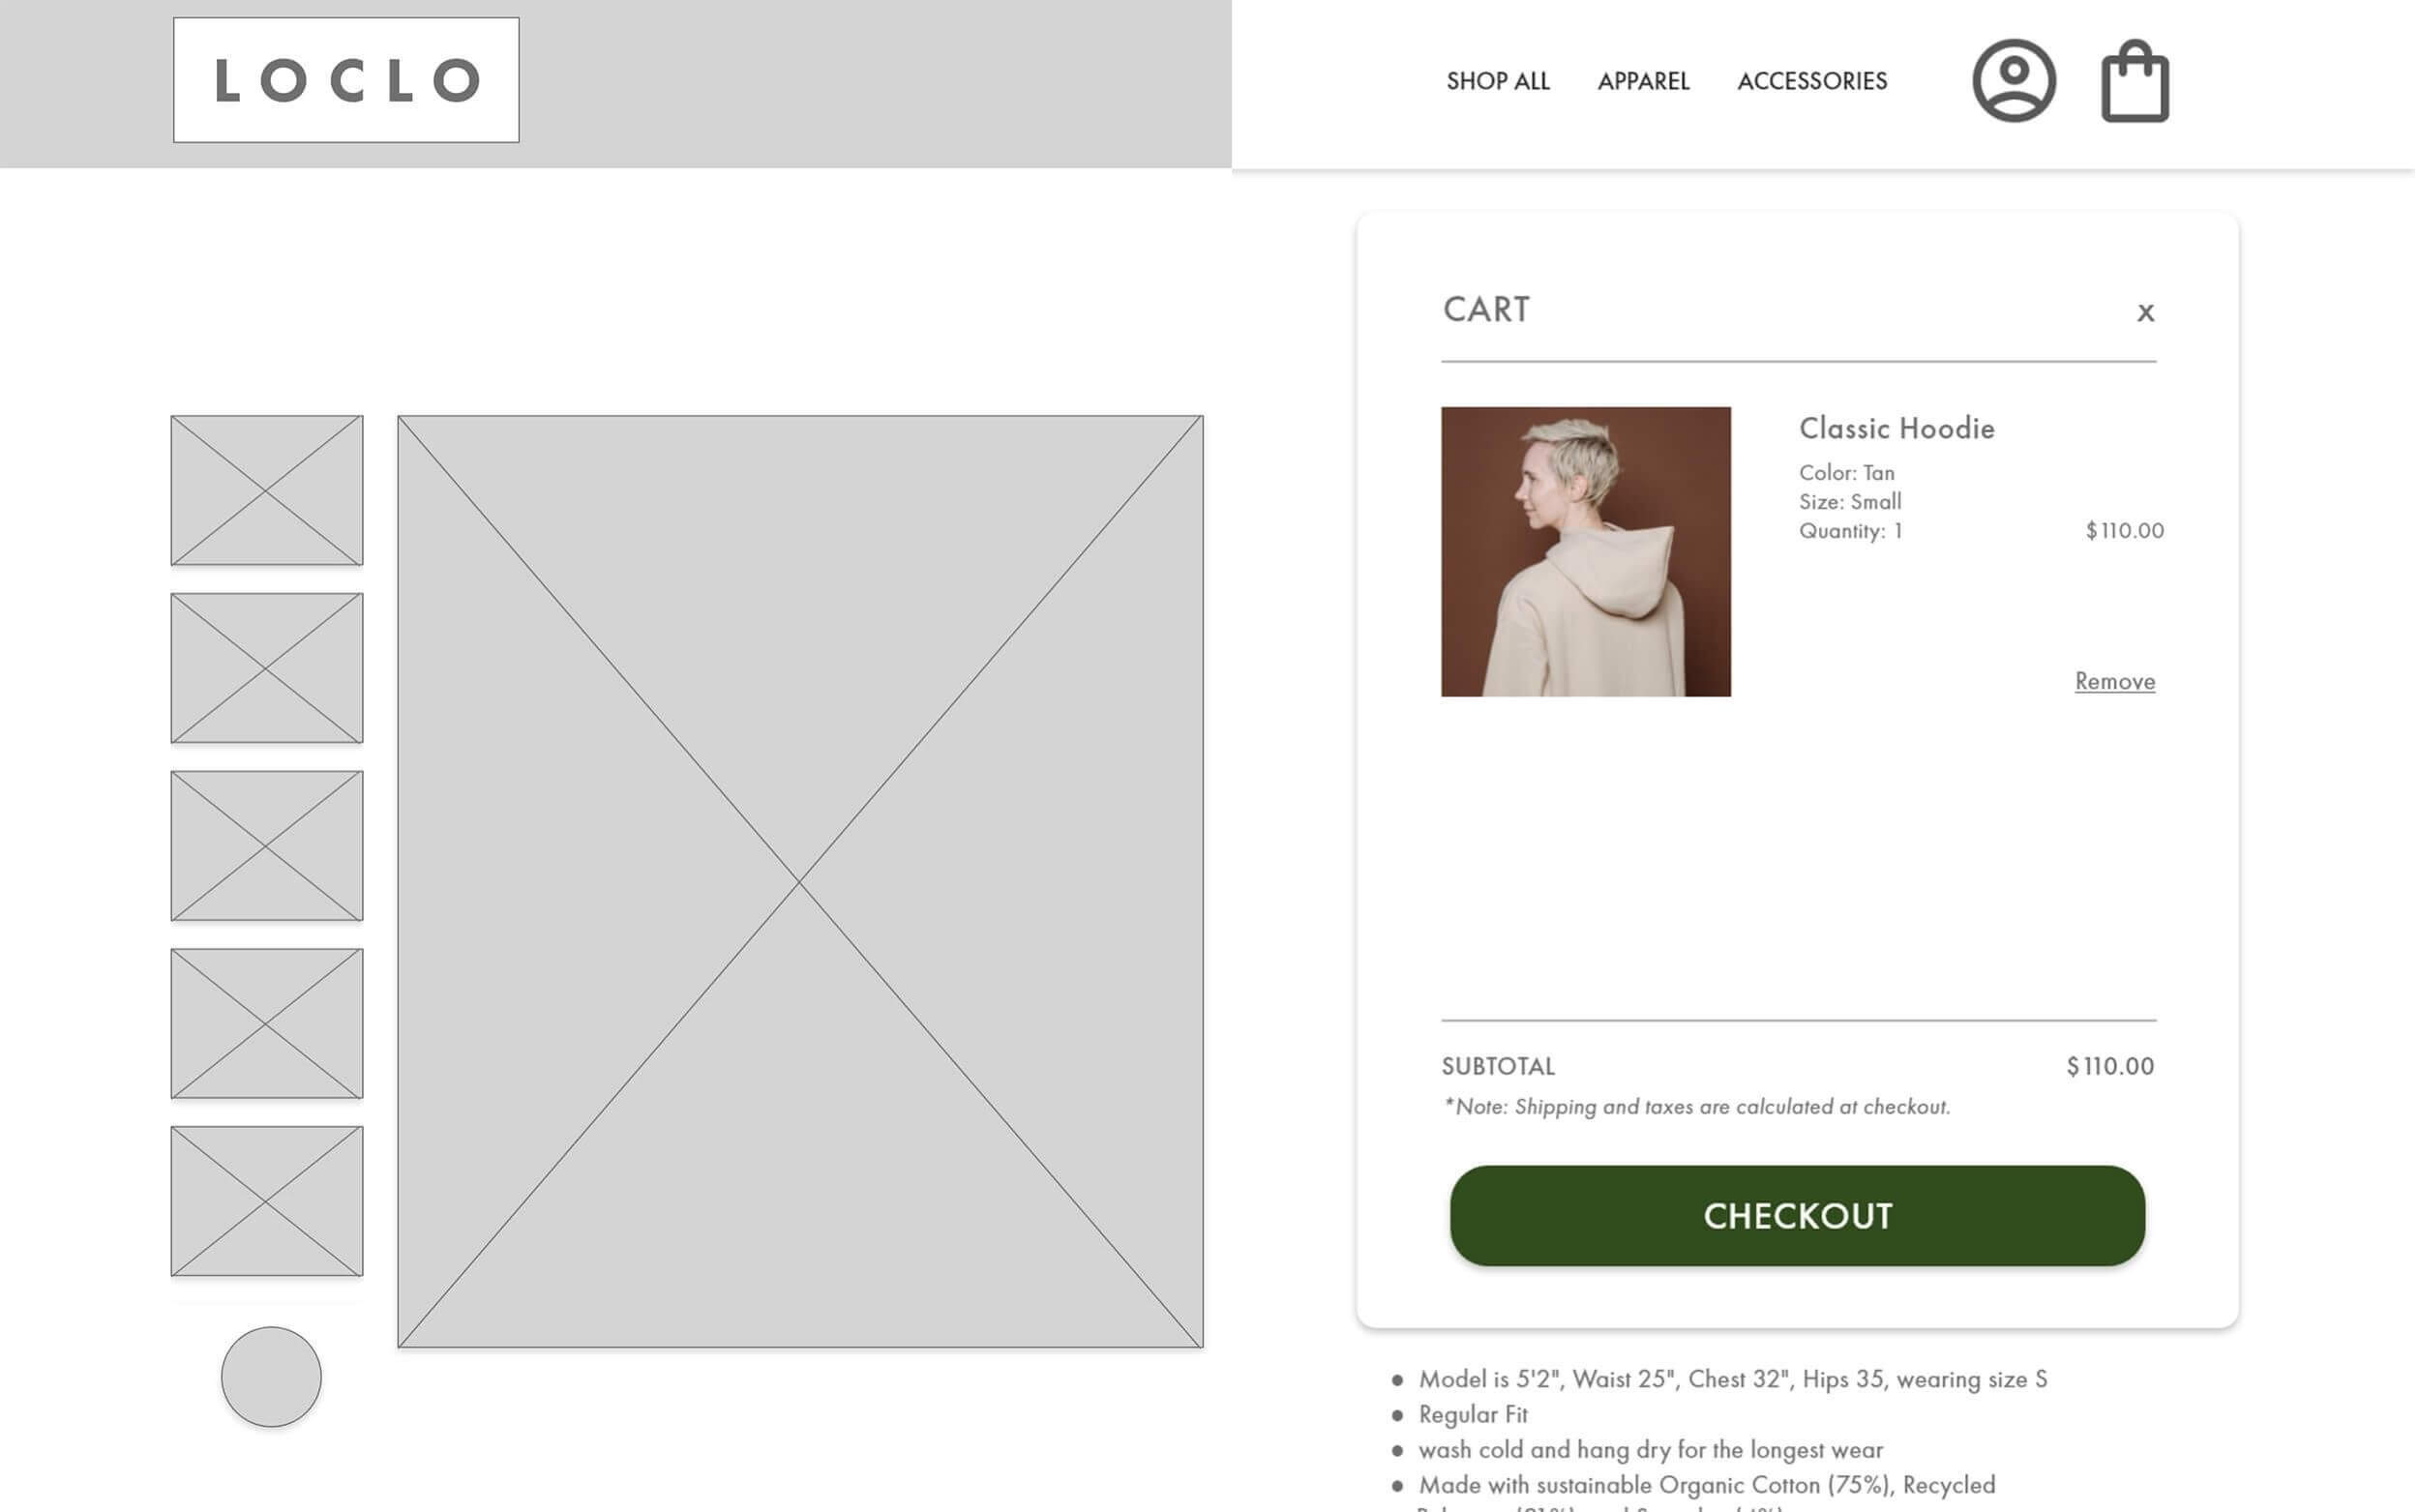 LOCLO
SHOP ALL
APPAREL
ACCESSORIES
CART
x
Classic Hoodie
Color: Tan
Size: Small
Quantity: 1
$110.00
Remove
SUBTOTAL
$110.00
*Note: Shipping and taxes are calculated at checkout.
CHECKOUT
Model is 5'2", Waist 25", Chest 32", Hips 35, wearing size S
Regular Fit
wash cold and hang dry for the longest wear
Made with sustainable Organic Cotton (75%), Recycled